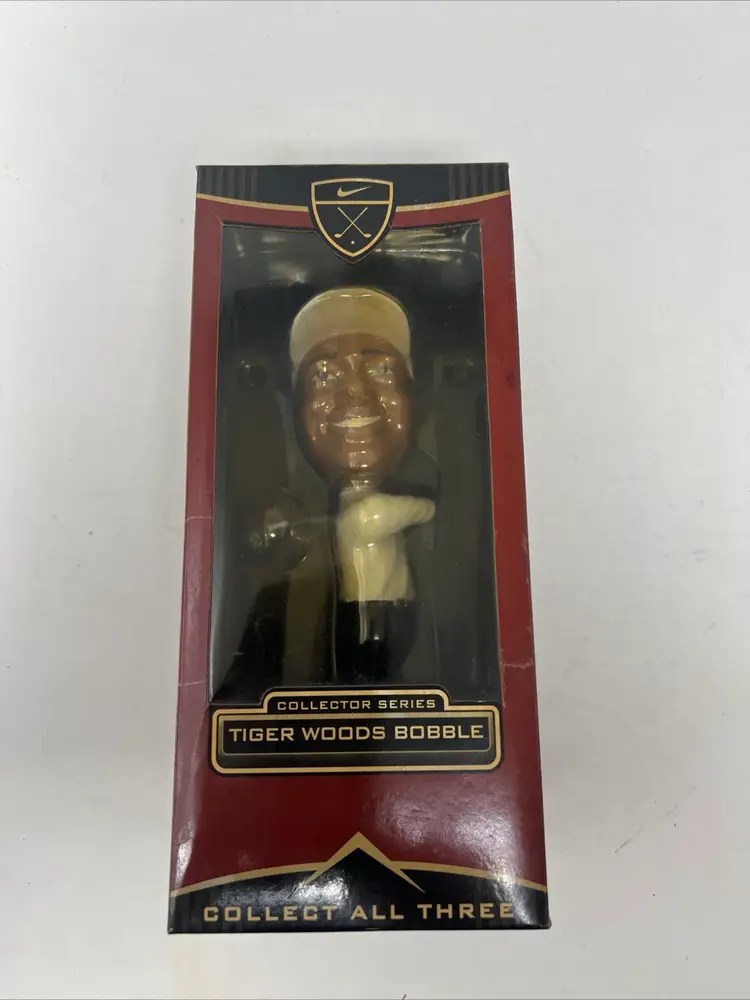 COLLECTOR SERIES
TIGER WOODS BOBBLE
COLLECT ALL THREE